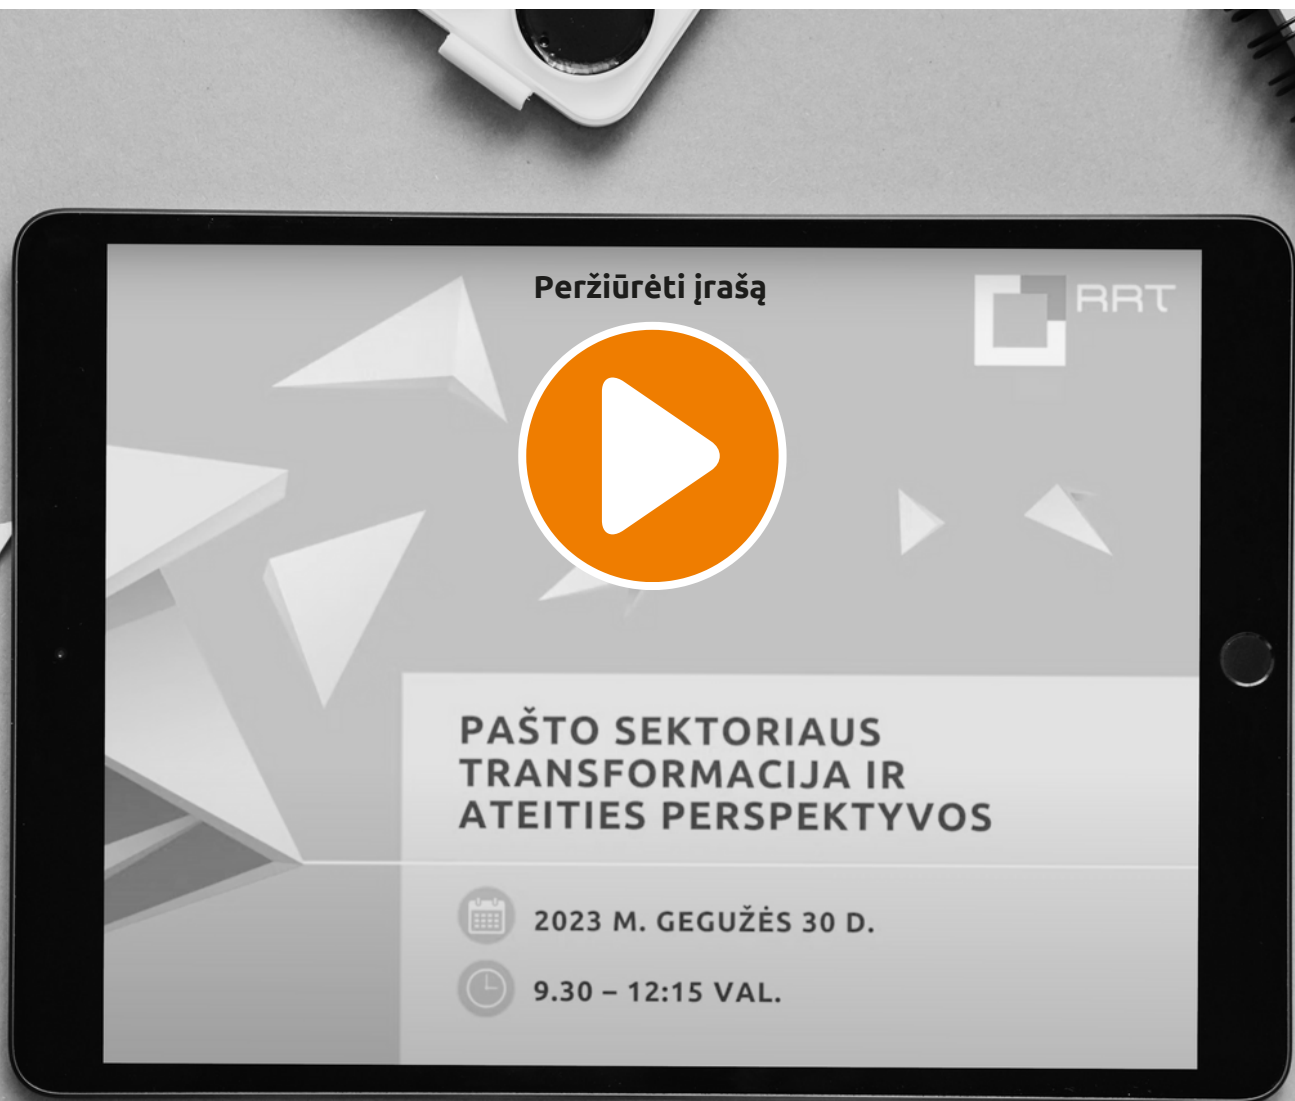 Peržiūrėti įrašą
RRT
PAŠTO SEKTORIAUS
TRANSFORMACIJA IR
ATEITIES PERSPEKTYVOS
2023 M. GEGUŽĖS 30 D.
9.30 – 12:15 VAL.